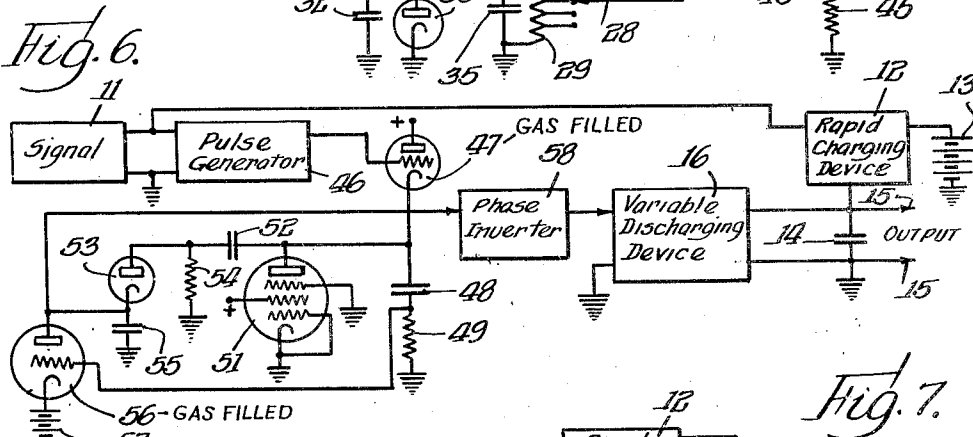 35
28
29
45
Fig. 6.
11
12
13
Signal
Pulse
Generator
46
+
47
GAS FILLED
58
16
Rapid
Charging
Device
Phase
Inverter
Variable
Discharging
Device
15
14
OUTPUT
15
53
52
54
+
51
48
49
55
56 - GAS FILLED
12
Fig. 7.